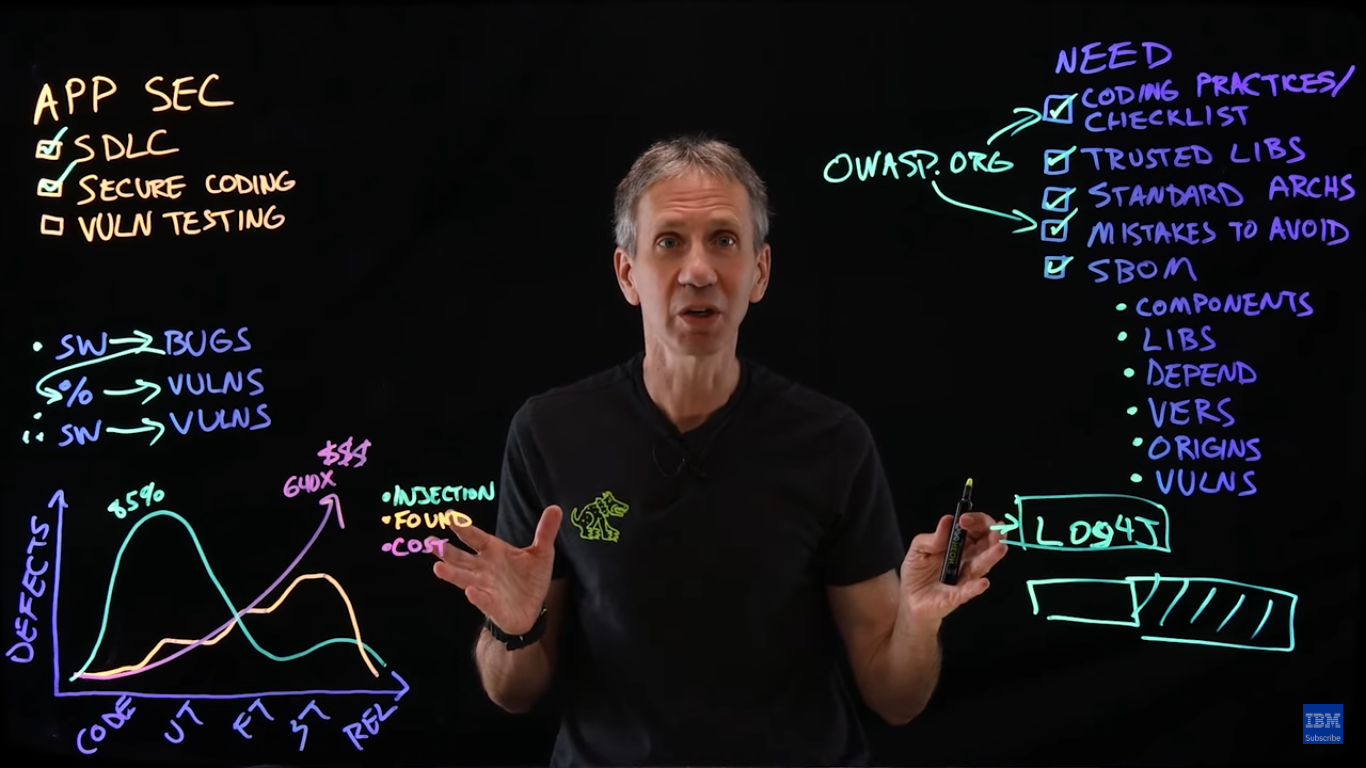 APP SEC
SDLC
SECURE CODING
VULN TESTING
SW BUGS
% VULNS
∴ SW VULNS
DEFECTS
85%
640X
$$$
CODE
UT
FT
ST
REL
INJECTION
FOUND
COST
OWASP.ORG
NEED
CODING PRACTICES/
CHECKLIST
TRUSTED LIBS
STANDARD ARCHS
MISTAKES TO AVOID
SBOM
COMPONENTS
LIBS
DEPEND
VERS
ORIGINS
VULNS
LOg4J
IBM
Subscribe